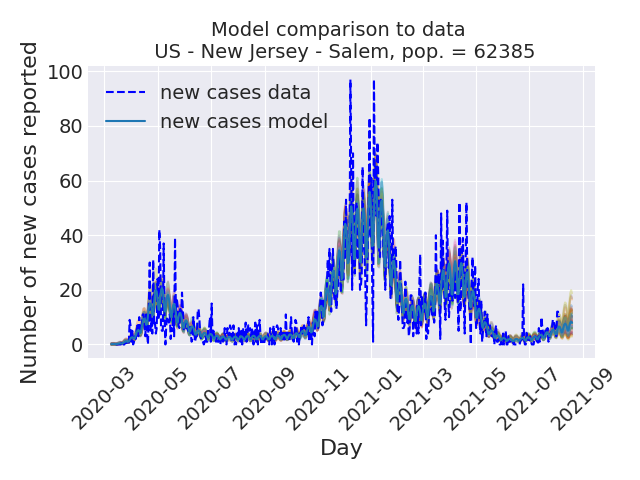 Model comparison to data
US - New Jersey - Salem, pop. = 62385
Number of new cases reported
100
80
60
40
20
0
new cases data
new cases model
2020-03
2020-05
2020-07
2020-09
2020-11
2021-01
2021-03
2021-05
2021-07
2021-09
Day